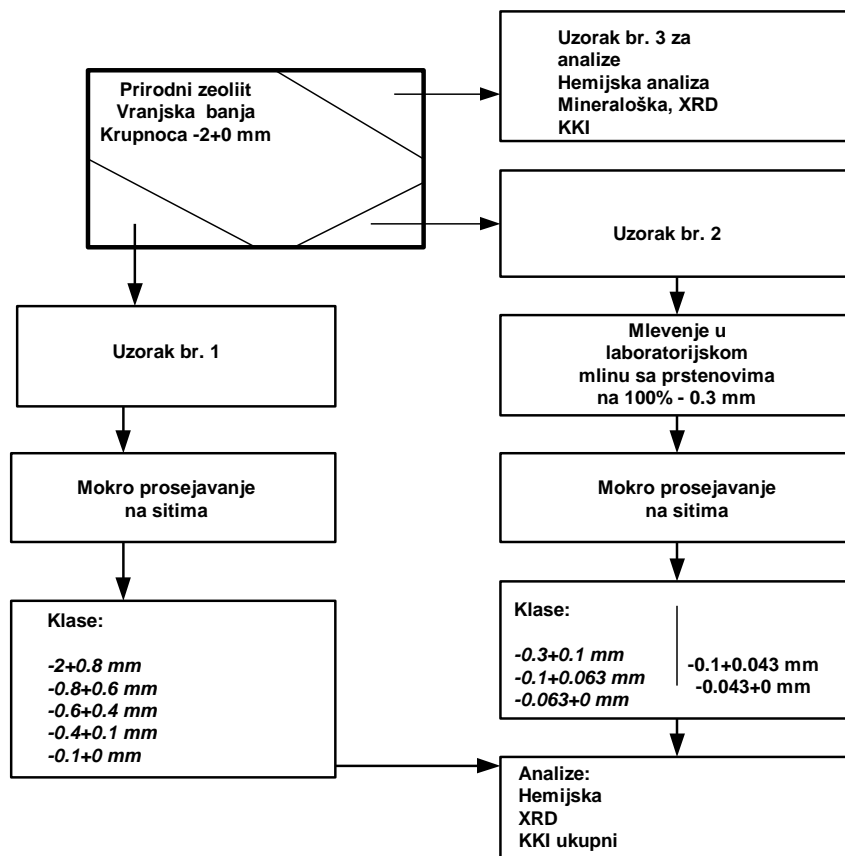 Prirodni zeoliit
Vranjska banja
Krupnoca -2+0 mm
Uzorak br. 3 za
analize
Hemijska analiza
Mineraloška, XRD
KKI
Uzorak br. 2
Uzorak br. 1
Mlevenje u
laboratorijskom
mlinu sa prstenovima
na 100% - 0.3 mm
Mokro prosejavanje
na sitima
Mokro prosejavanje
na sitima
Klase:
-2+0.8 mm
-0.8+0.6 mm
-0.6+0.4 mm
-0.4+0.1 mm
-0.1+0 mm
Klase:
-0.3+0.1 mm
-0.1+0.063 mm
-0.063+0 mm
-0.1+0.043 mm
-0.043+0 mm
Analize:
Hemijska
XRD
KKI ukupni